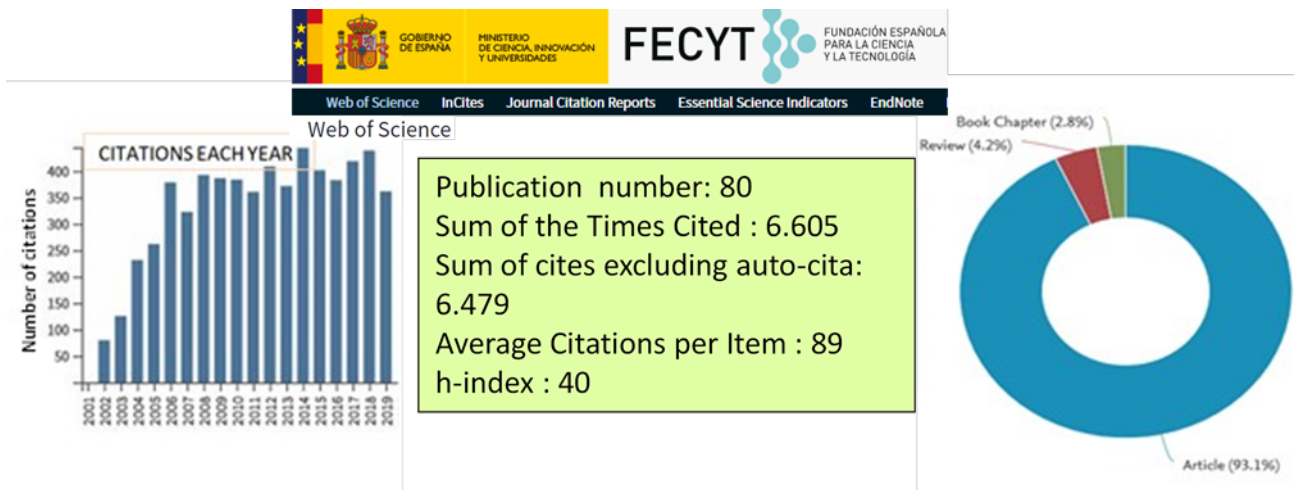 GOBIERNO
DE ESPAÑA
MINISTERIO
DE CIENCIA, INNOVACIÓN
Y UNIVERSIDADES
FECYT
FUNDACIÓN ESPAÑOLA
PARA LA CIENCIA
Y LA TECNOLOGÍA
Web of Science InCites Journal Citation Reports Essential Science Indicators EndNote
Web of Science
CITATIONS EACH YEAR
Number of citations
400
350
300
250
200
150
100
50
2001
2002
2003
2004
2005
2006
2007
2008
2009
2010
2011
2012
2013
2014
2015
2016
2017
2018
2019
Publication number: 80
Sum of the Times Cited : 6.605
Sum of cites excluding auto-cita:
6.479
Average Citations per Item : 89
h-index : 40
Book Chapter (2.8%)
Review (4.2%)
Article (93.1%)